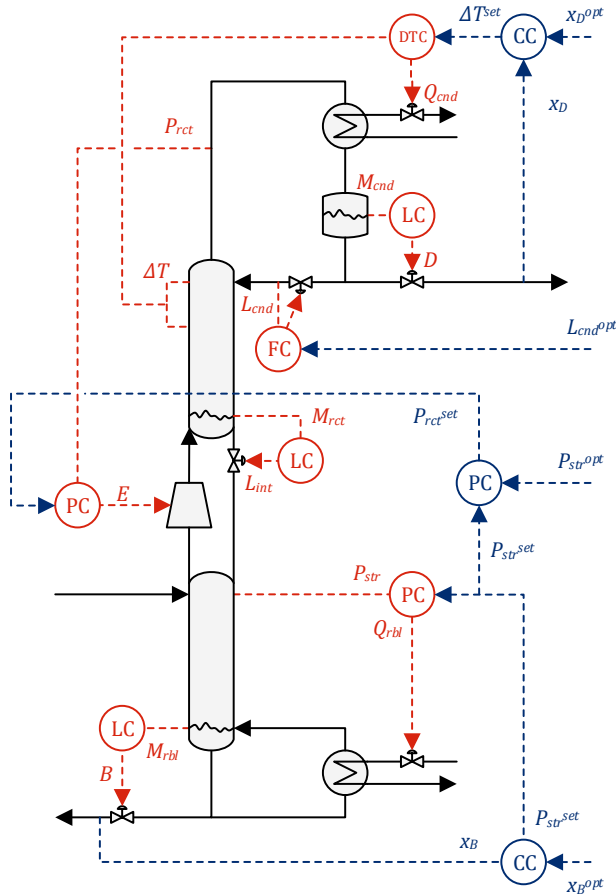 ΔT^set
x_D^opt
DTC
CC
Q_cnd
x_D
P_rct
M_cnd
LC
D
ΔT
L_cnd
L_cnd^opt
FC
P_rct^set
M_rct
LC
L_int
P_str^opt
PC
E
PC
P_str^set
P_str
PC
Q_rbl
LC
M_rbl
B
P_str^set
x_B
CC
x_B^opt